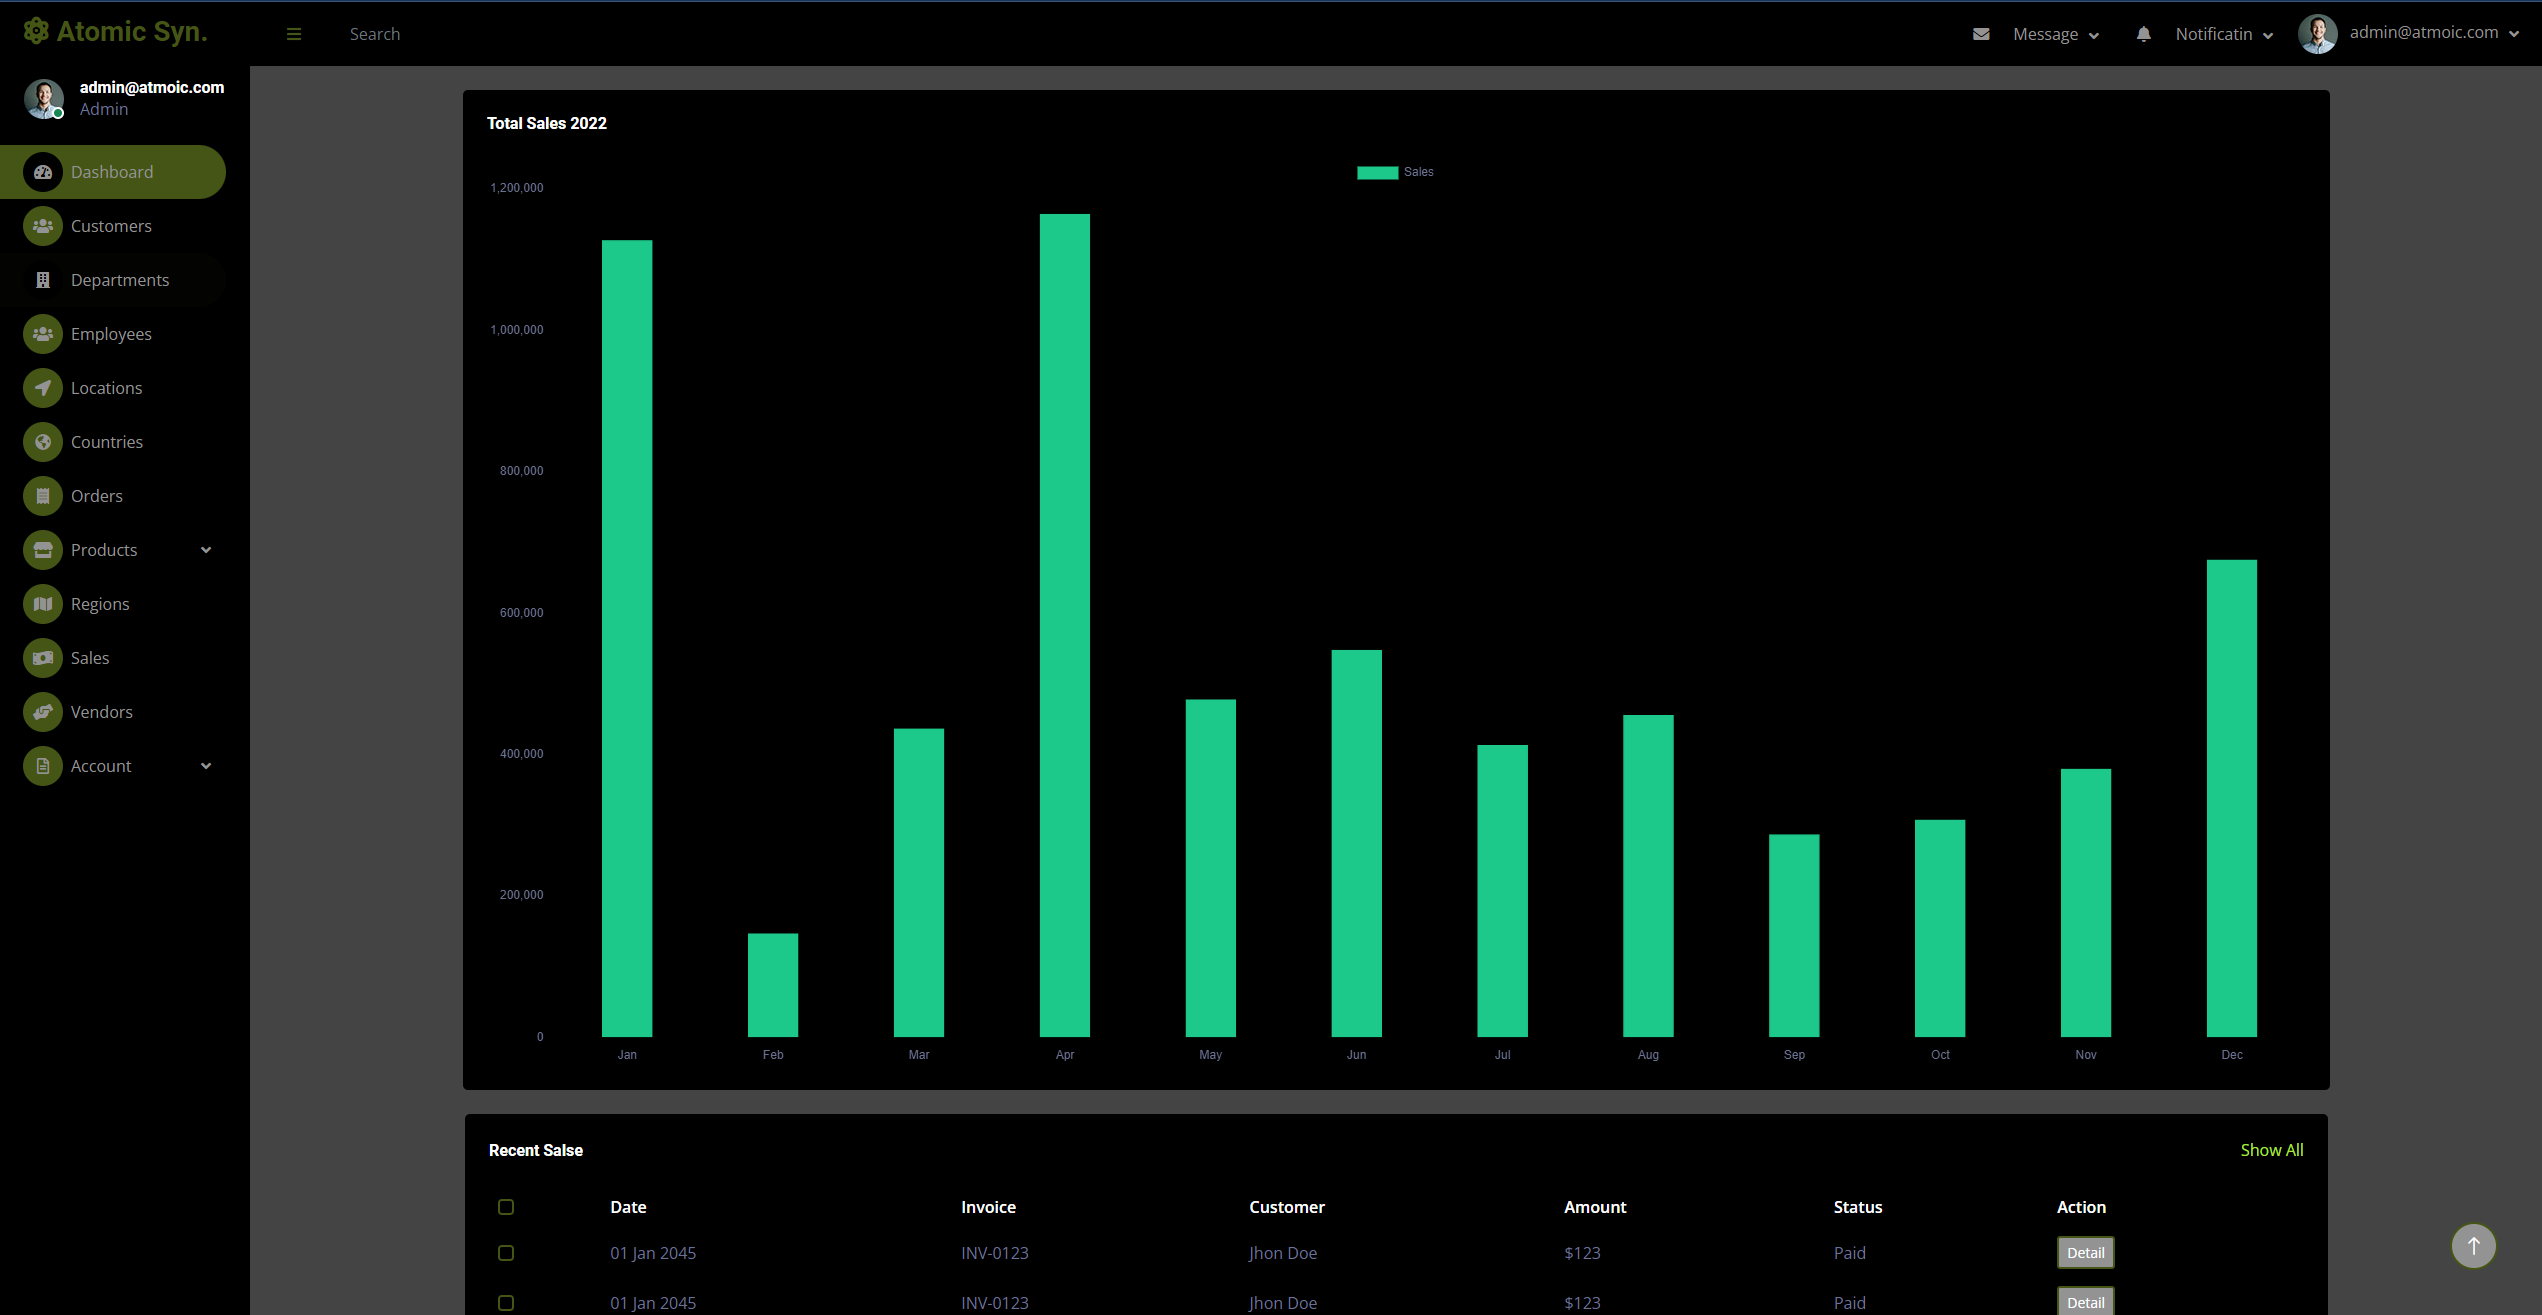 Atomic Syn.
Search
Message
Notificatin
admin@atmoic.com
admin@atmoic.com
Admin
Dashboard
Customers
Departments
Employees
Locations
Countries
Orders
Products
Regions
Sales
Vendors
Account
Total Sales 2022
Sales
1,200,000
1,000,000
800,000
600,000
400,000
200,000
0
Jan Feb Mar Apr May Jun Jul Aug Sep Oct Nov Dec
Recent Salse
Show All
Date Invoice Customer Amount Status Action
01 Jan 2045 INV-0123 Jhon Doe $123 Paid Detail
01 Jan 2045 INV-0123 Jhon Doe $123 Paid Detail